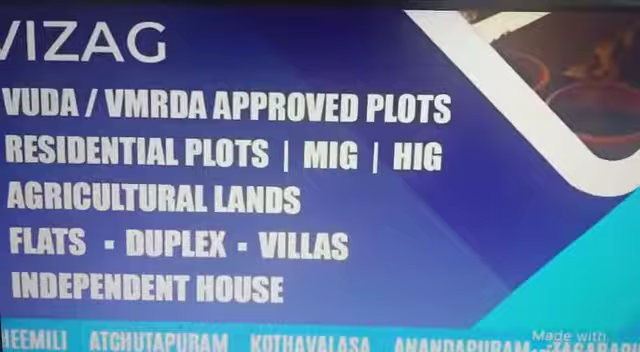 VIZAG
VUDA / VMRDA APPROVED PLOTS
RESIDENTIAL PLOTS | MIG | HIG
AGRICULTURAL LANDS
FLATS ▪ DUPLEX ▪ VILLAS
INDEPENDENT HOUSE
HEEMILI ATCHUTAPURAM KOTHAVALASA ANANDAPURAM
Made with